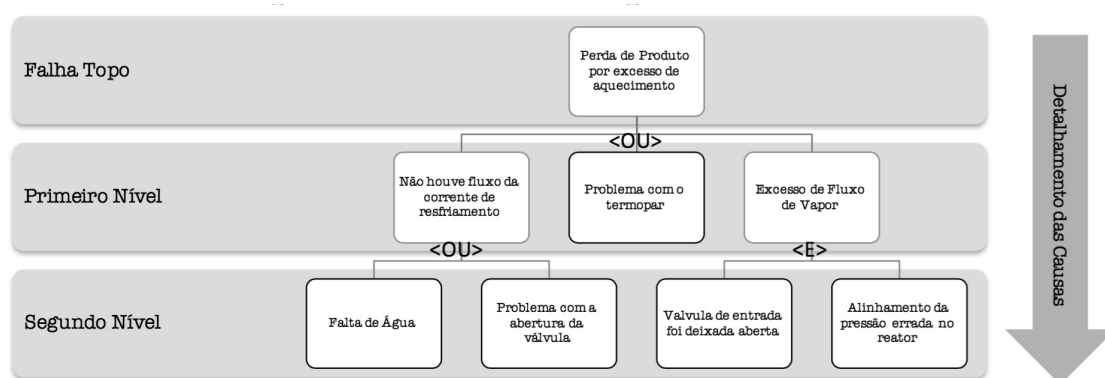 Falha Topo
Perda de Produto
por excesso de
aquecimento
<OU>
Primeiro Nível
Não houve fluxo da
corrente de
resfriamento
Problema com o
termopar
Excesso de Fluxo
de Vapor
<OU>
<E>
Segundo Nível
Falta de Água
Problema com a
abertura da
válvula
Valvula de entrada
foi deixada aberta
Alinhamento da
pressão errada no
reator
Detalhamento das Causas